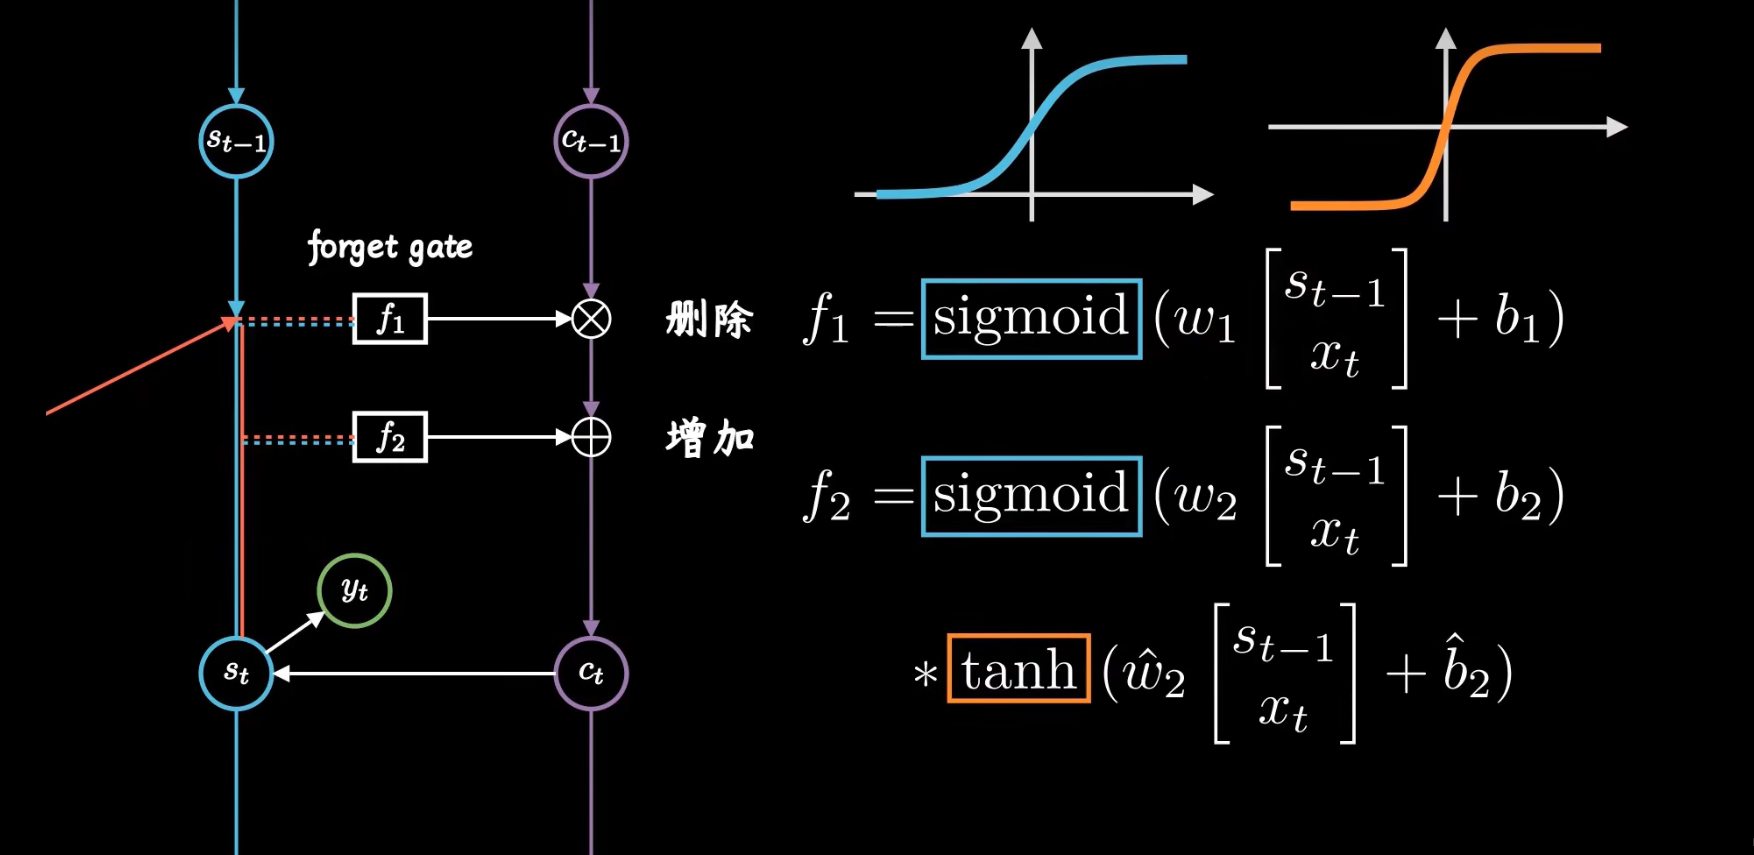 s_{t-1}
c_{t-1}
forget gate
f_1
删除
f_1 = sigmoid (w_1 [s_{t-1} x_t] + b_1)
f_2
增加
f_2 = sigmoid (w_2 [s_{t-1} x_t] + b_2)
y_t
s_t
c_t
* tanh (ŵ_2 [s_{t-1} x_t] + b̂_2)